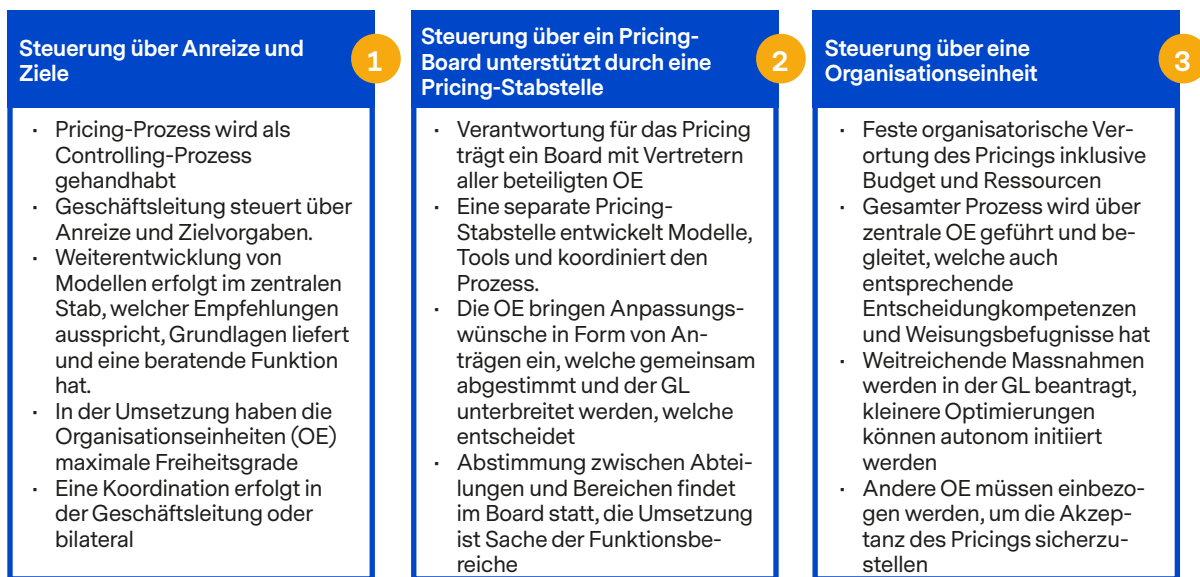 Steuerung über Anreize und
Ziele
1
· Pricing-Prozess wird als
Controlling-Prozess
gehandhabt
· Geschäftsleitung steuert über
Anreize und Zielvorgaben.
· Weiterentwicklung von
Modellen erfolgt im zentralen
Stab, welcher Empfehlungen
ausspricht, Grundlagen liefert
und eine beratende Funktion
hat.
· In der Umsetzung haben die
Organisationseinheiten (OE)
maximale Freiheitsgrade
· Eine Koordination erfolgt in
der Geschäftsleitung oder
bilateral
Steuerung über ein Pricing-
Board unterstützt durch eine
Pricing-Stabstelle
2
· Verantwortung für das Pricing
trägt ein Board mit Vertretern
aller beteiligten OE
· Eine separate Pricing-
Stabstelle entwickelt Modelle,
Tools und koordiniert den
Prozess.
· Die OE bringen Anpassungs-
wünsche in Form von An-
trägen ein, welche gemeinsam
abgestimmt und der GL
unterbreitet werden, welche
entscheidet
· Abstimmung zwischen Abtei-
lungen und Bereichen findet
im Board statt, die Umsetzung
ist Sache der Funktionsbe-
reiche
Steuerung über eine
Organisationseinheit
3
· Feste organisatorische Ver-
ortung des Pricings inklusive
Budget und Ressourcen
· Gesamter Prozess wird über
zentrale OE geführt und be-
gleitet, welche auch
entsprechende
Entscheidungkompetenzen
und Weisungsbefugnisse hat
· Weitreichende Massnahmen
werden in der GL beantragt,
kleinere Optimierungen
können autonom initiiert
werden
· Andere OE müssen einbezo-
gen werden, um die Akzep-
tanz des Pricings sicherzu-
stellen